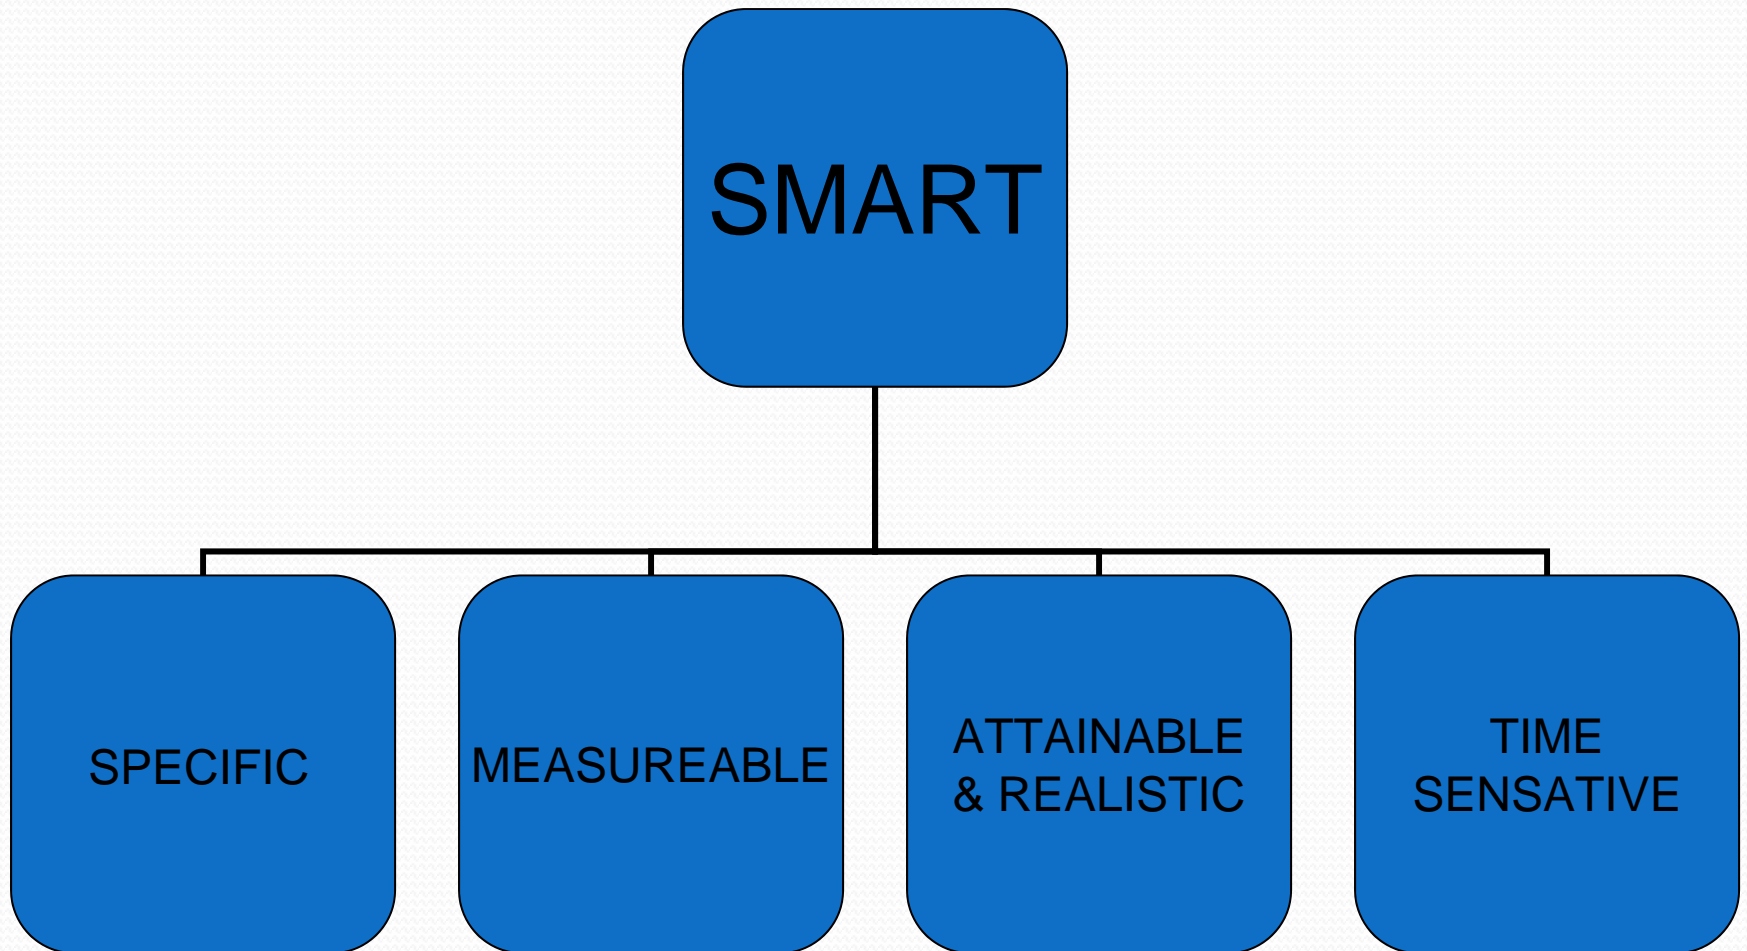 SMART
SPECIFIC
MEASUREABLE
ATTAINABLE
& REALISTIC
TIME
SENSATIVE